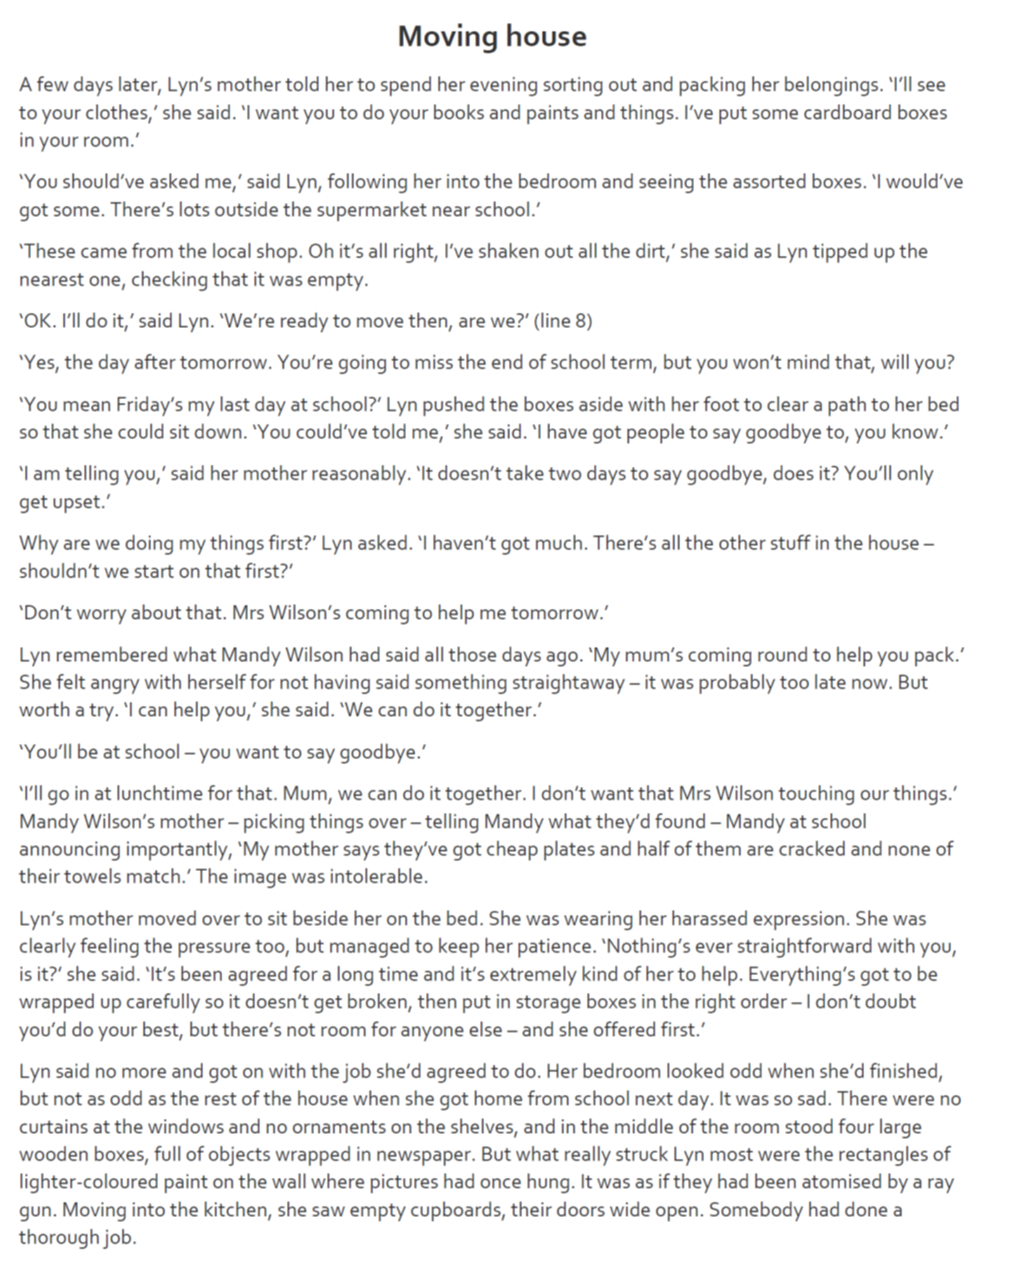 Moving house
A few days later, Lyn’s mother told her to spend her evening sorting out and packing her belongings. ‘I’ll see
to your clothes,’ she said. ‘I want you to do your books and paints and things. I’ve put some cardboard boxes
in your room.’
‘You should’ve asked me,’ said Lyn, following her into the bedroom and seeing the assorted boxes. ‘I would’ve
got some. There’s lots outside the supermarket near school.’
‘These came from the local shop. Oh it’s all right, I’ve shaken out all the dirt,’ she said as Lyn tipped up the
nearest one, checking that it was empty.
‘OK. I’ll do it,’ said Lyn. ‘We’re ready to move then, are we?’ (line 8)
‘Yes, the day after tomorrow. You’re going to miss the end of school term, but you won’t mind that, will you?
‘You mean Friday’s my last day at school?’ Lyn pushed the boxes aside with her foot to clear a path to her bed
so that she could sit down. ‘You could’ve told me,’ she said. ‘I have got people to say goodbye to, you know.’
‘I am telling you,’ said her mother reasonably. ‘It doesn’t take two days to say goodbye, does it? You’ll only
get upset.’
Why are we doing my things first?’ Lyn asked. ‘I haven’t got much. There’s all the other stuff in the house –
shouldn’t we start on that first?’
‘Don’t worry about that. Mrs Wilson’s coming to help me tomorrow.’
Lyn remembered what Mandy Wilson had said all those days ago. ‘My mum’s coming round to help you pack.’
She felt angry with herself for not having said something straightaway – it was probably too late now. But
worth a try. ‘I can help you,’ she said. ‘We can do it together.’
‘You’ll be at school – you want to say goodbye.’
‘I’ll go in at lunchtime for that. Mum, we can do it together. I don’t want that Mrs Wilson touching our things.’
Mandy Wilson’s mother – picking things over – telling Mandy what they’d found – Mandy at school
announcing importantly, ‘My mother says they’ve got cheap plates and half of them are cracked and none of
their towels match.’ The image was intolerable.
Lyn’s mother moved over to sit beside her on the bed. She was wearing her harassed expression. She was
clearly feeling the pressure too, but managed to keep her patience. ‘Nothing’s ever straightforward with you,
is it?’ she said. ‘It’s been agreed for a long time and it’s extremely kind of her to help. Everything’s got to be
wrapped up carefully so it doesn’t get broken, then put in storage boxes in the right order – I don’t doubt
you’d do your best, but there’s not room for anyone else – and she offered first.’
Lyn said no more and got on with the job she’d agreed to do. Her bedroom looked odd when she’d finished,
but not as odd as the rest of the house when she got home from school next day. It was so sad. There were no
curtains at the windows and no ornaments on the shelves, and in the middle of the room stood four large
wooden boxes, full of objects wrapped in newspaper. But what really struck Lyn most were the rectangles of
lighter-coloured paint on the wall where pictures had once hung. It was as if they had been atomised by a ray
gun. Moving into the kitchen, she saw empty cupboards, their doors wide open. Somebody had done a
thorough job.